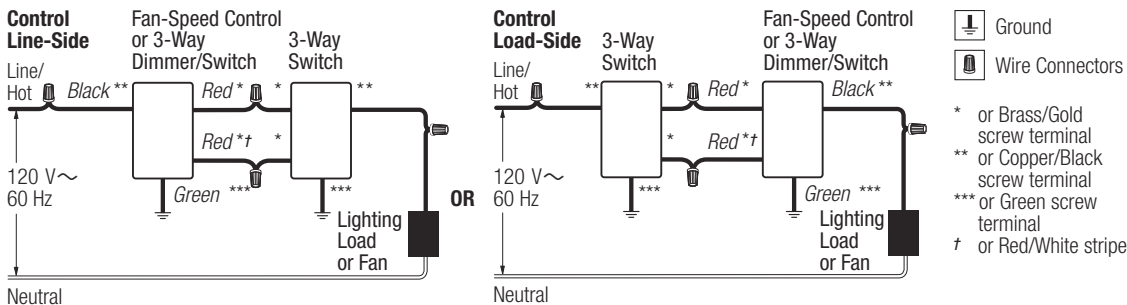 Control
Line-Side
Fan-Speed Control
or 3-Way
Dimmer/Switch
3-Way
Switch
Line/
Hot
Black **
Red *
*
**
Red *†
*
120 V~
60 Hz
Green ***
***
Lighting
Load
or Fan
Neutral
OR
Control
Load-Side
3-Way
Switch
Fan-Speed Control
or 3-Way
Dimmer/Switch
Line/
Hot
**
*
Red *
Black **
*
Red *†
120 V~
60 Hz
***
Green ***
Lighting
Load
or Fan
Neutral
Ground
Wire Connectors
* or Brass/Gold
screw terminal
** or Copper/Black
screw terminal
*** or Green screw
terminal
† or Red/White stripe